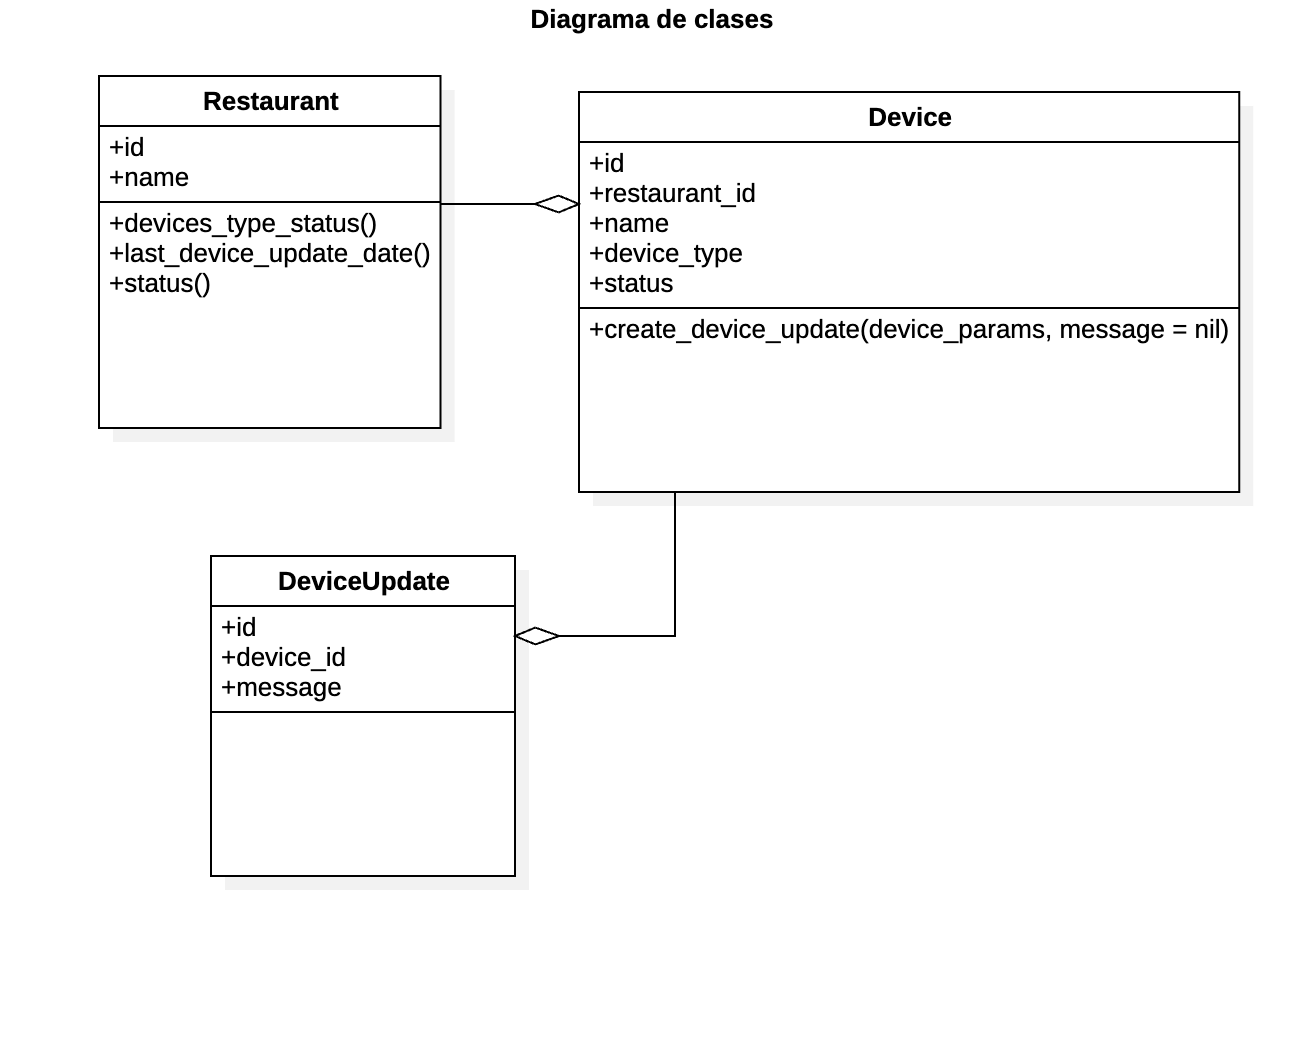 Diagrama de clases
Restaurant
+id
+name
+devices_type_status()
+last_device_update_date()
+status()
Device
+id
+restaurant_id
+name
+device_type
+status
+create_device_update(device_params, message = nil)
DeviceUpdate
+id
+device_id
+message